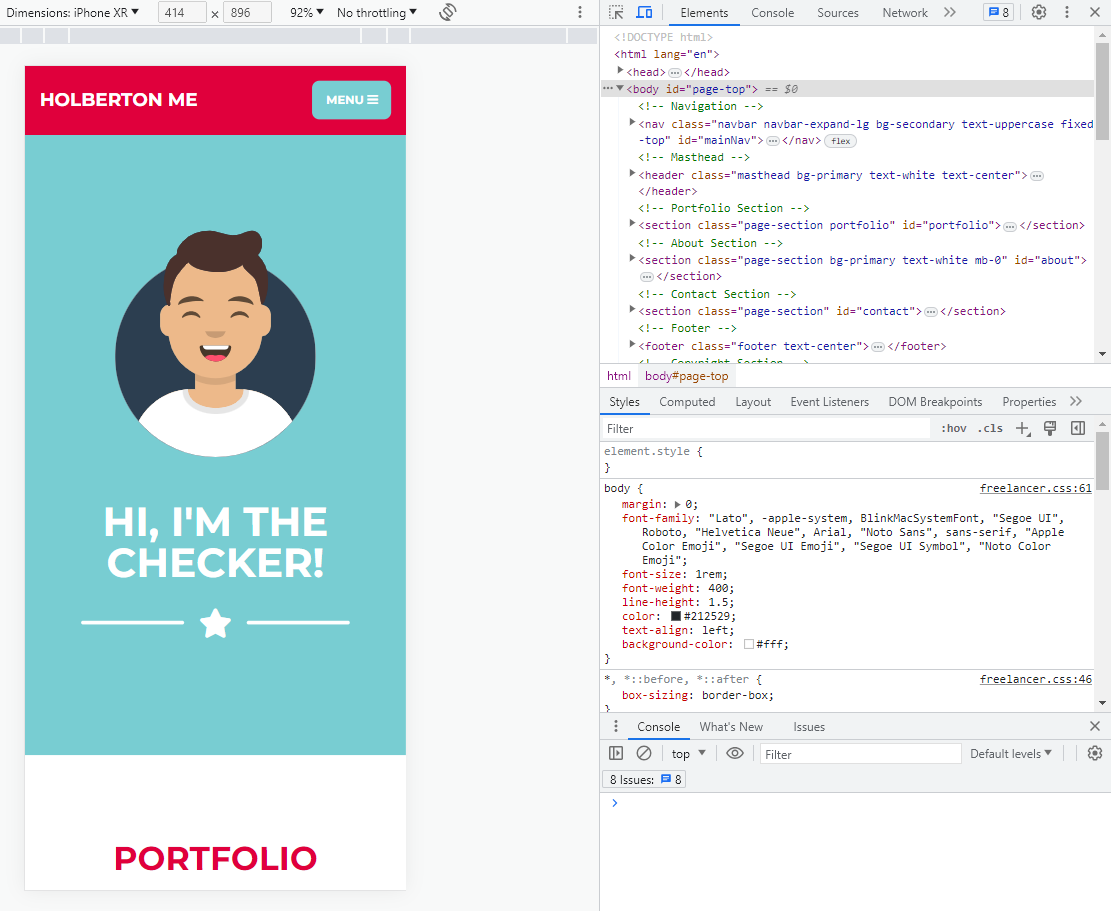 Dimensions: iPhone XR ▼ 414 x 896 92% ▼ No throttling ▼
HOLBERTON ME
MENU
HI, I'M THE
CHECKER!
PORTFOLIO
Elements Console Sources Network 8
<!DOCTYPE html>
<html lang="en">
<head>…</head>
<body id="page-top"> == $0
<!-- Navigation -->
<nav class="navbar navbar-expand-lg bg-secondary text-uppercase fixed
-top" id="mainNav">…</nav> flex
<!-- Masthead -->
<header class="masthead bg-primary text-white text-center">…
</header>
<!-- Portfolio Section -->
<section class="page-section portfolio" id="portfolio">…</section>
<!-- About Section -->
<section class="page-section bg-primary text-white mb-0" id="about">
…</section>
<!-- Contact Section -->
<section class="page-section" id="contact">…</section>
<!-- Footer -->
<footer class="footer text-center">…</footer>
<!-- Copyright Section -->
html body#page-top
Styles Computed Layout Event Listeners DOM Breakpoints Properties
Filter :hov .cls
element.style {
}
body { freelancer.css:61
margin: 0;
font-family: "Lato", -apple-system, BlinkMacSystemFont, "Segoe UI",
Roboto, "Helvetica Neue", Arial, "Noto Sans", sans-serif, "Apple
Color Emoji", "Segoe UI Emoji", "Segoe UI Symbol", "Noto Color
Emoji";
font-size: 1rem;
font-weight: 400;
line-height: 1.5;
color: #212529;
text-align: left;
background-color: #fff;
}
*, *::before, *::after { freelancer.css:46
box-sizing: border-box;
}
Console What's New Issues
top ▼ Filter Default levels ▼
8 Issues: 8